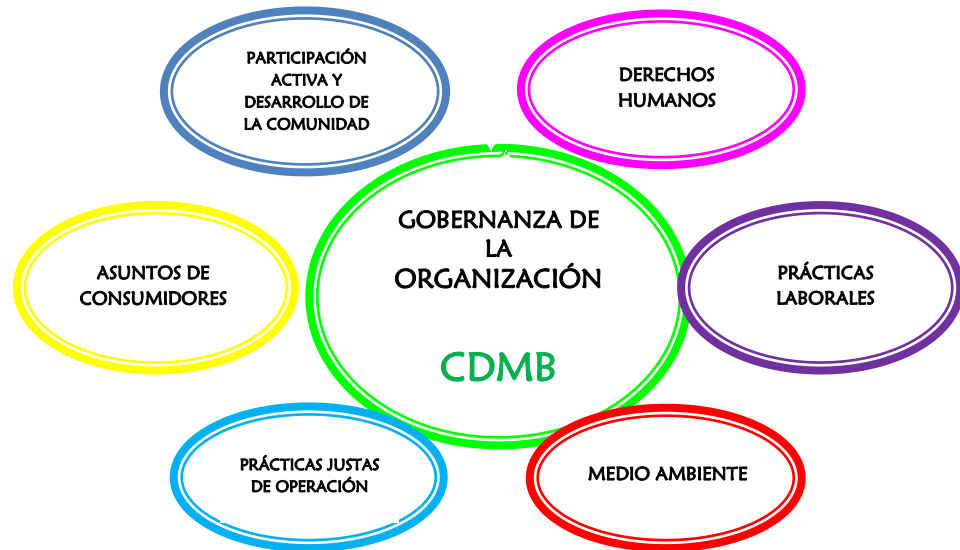 PARTICIPACIÓN
ACTIVA Y
DESARROLLO DE
LA COMUNIDAD
DERECHOS
HUMANOS
GOBERNANZA DE
LA
ORGANIZACIÓN
CDMB
ASUNTOS DE
CONSUMIDORES
PRÁCTICAS
LABORALES
PRÁCTICAS JUSTAS
DE OPERACIÓN
MEDIO AMBIENTE